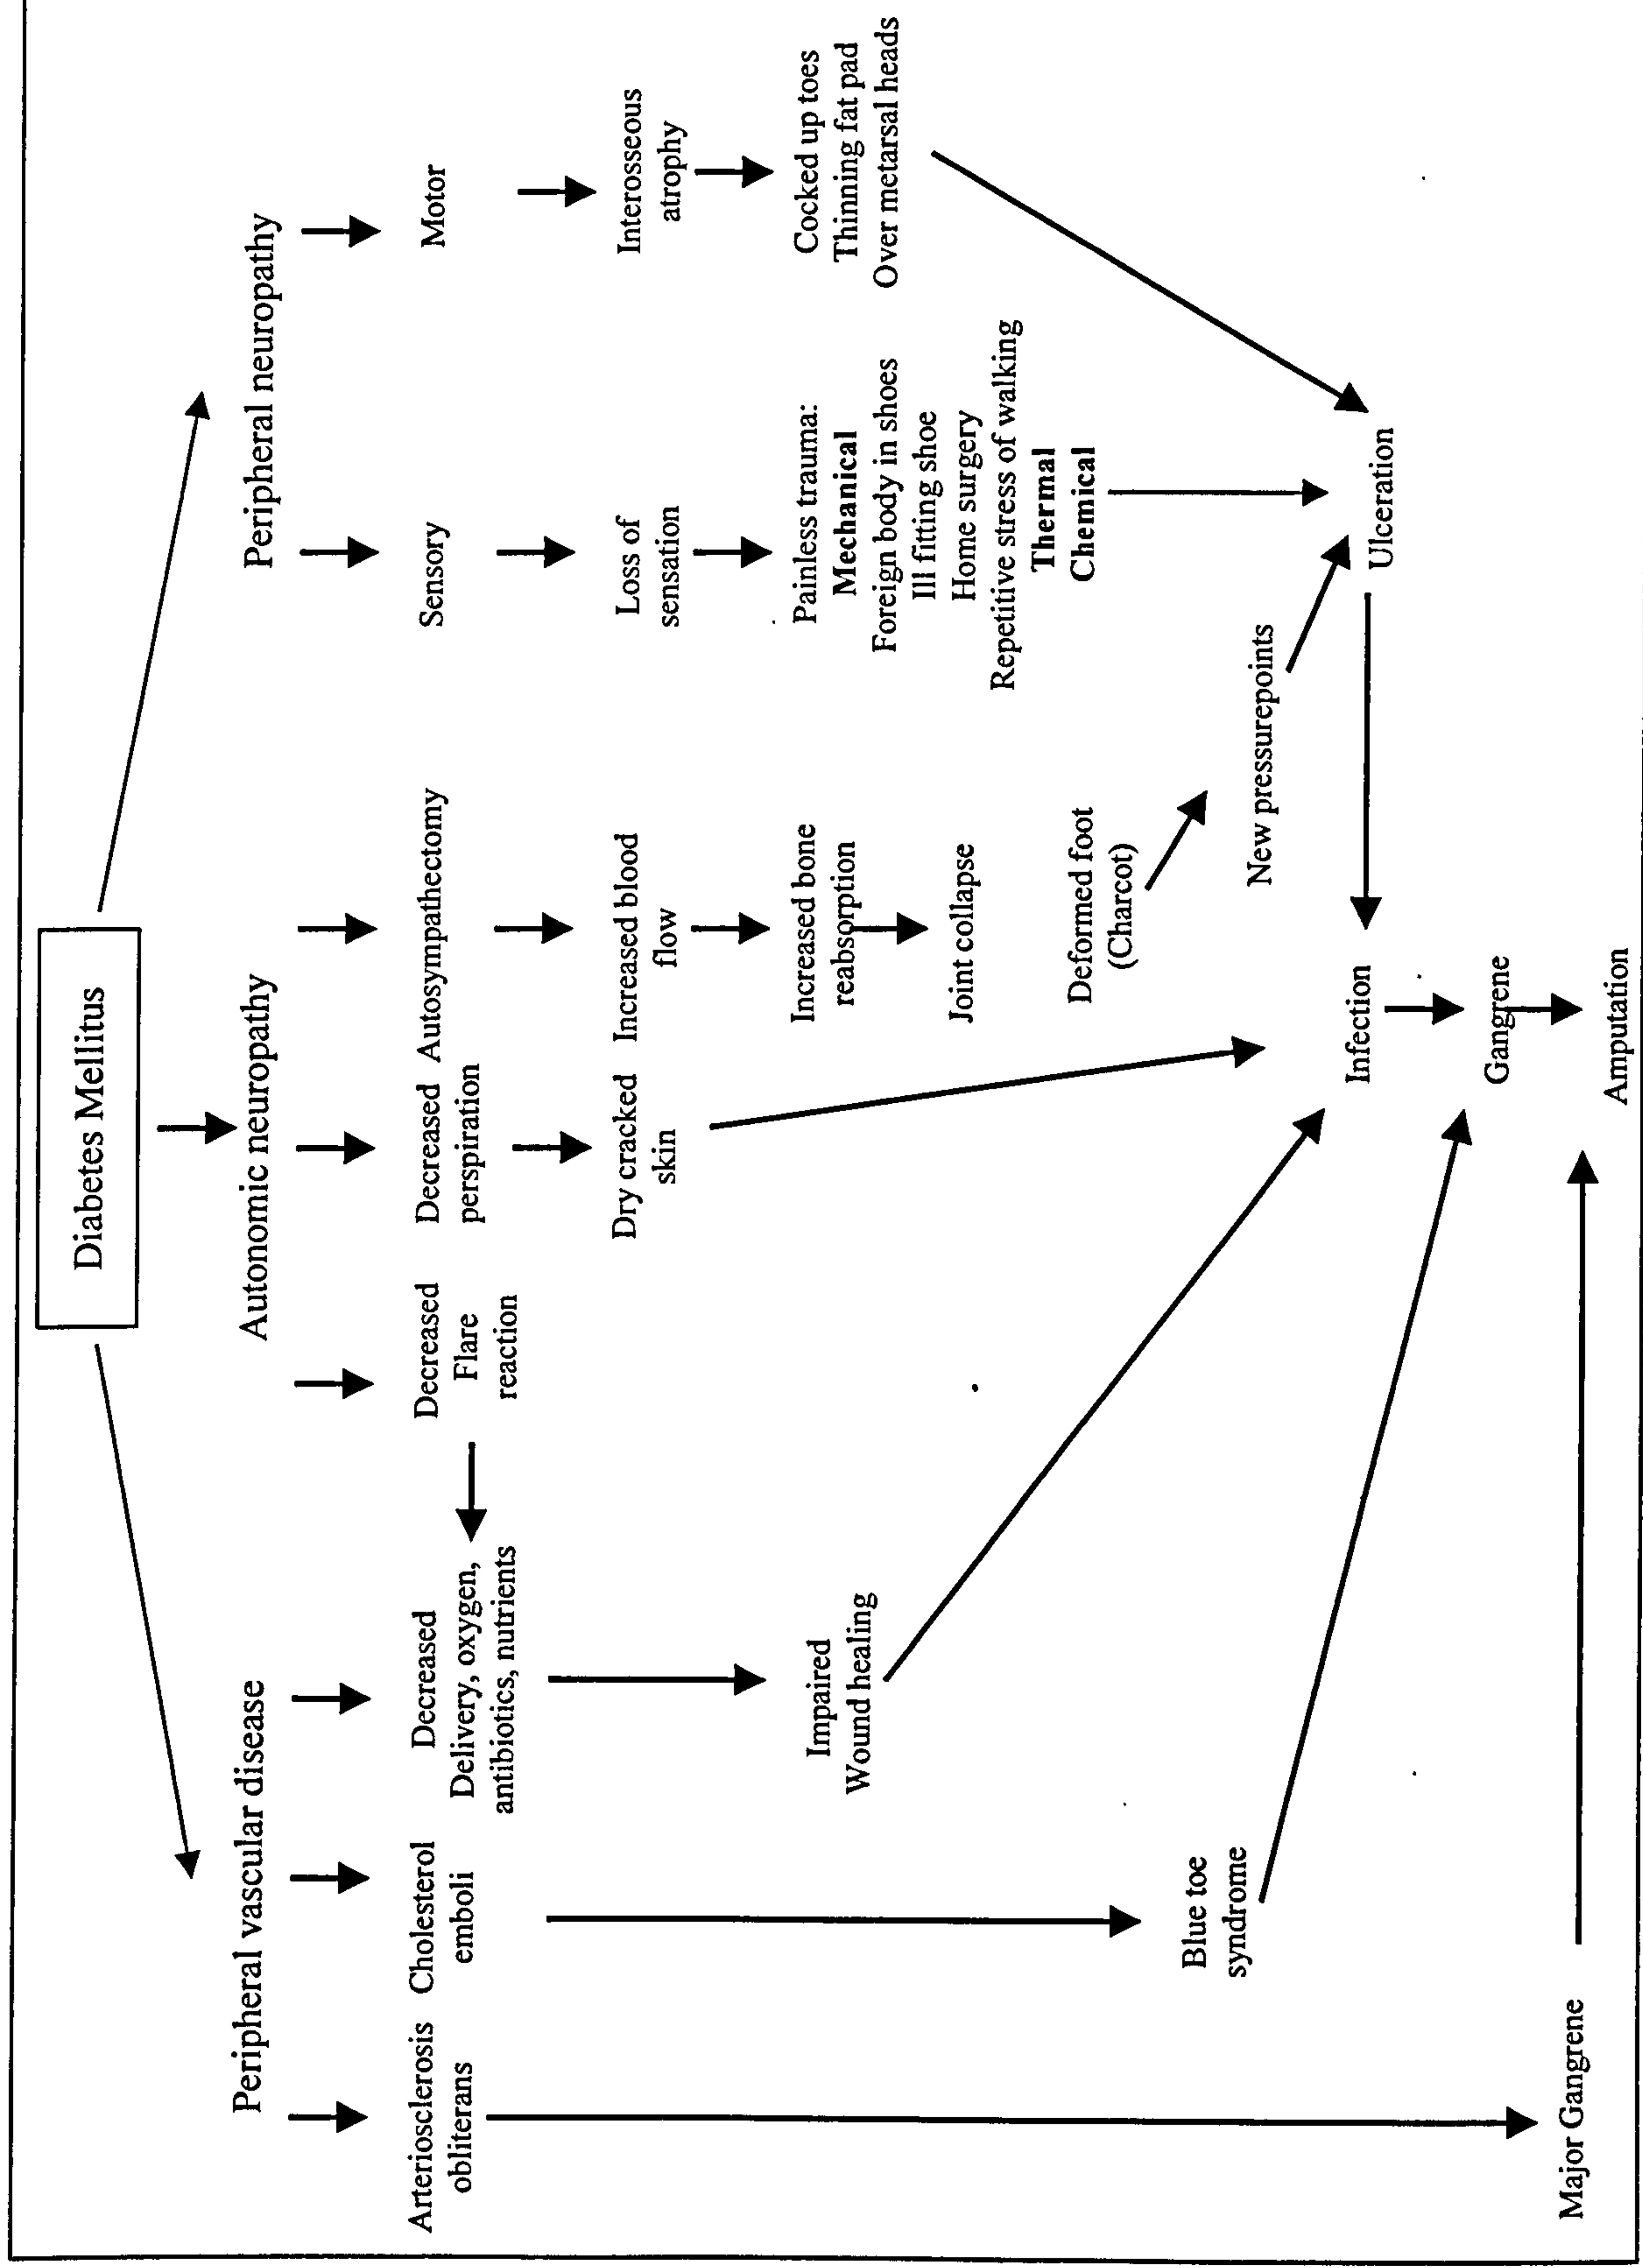 Diabetes Mellitus
Peripheral vascular disease
Autonomic neuropathy
Peripheral neuropathy
Arteriosclerosis
obliterans
Cholesterol
emboli
Decreased
Delivery, oxygen,
antibiotics, nutrients
Decreased
Flare
reaction
Decreased
perspiration
Autosympathectomy
Sensory
Motor
Dry cracked
skin
Increased blood
flow
Loss of
sensation
Interosseous
atrophy
Impaired
Wound healing
Increased bone
reabsorption
Joint collapse
Painless trauma:
Mechanical
Foreign body in shoes
Ill fitting shoe
Home surgery
Repetitive stress of walking
Thermal
Chemical
Cocked up toes
Thinning fat pad
Over metarsal heads
Deformed foot
(Charcot)
Blue toe
syndrome
New pressurepoints
Infection
Ulceration
Gangrene
Major Gangrene
Amputation